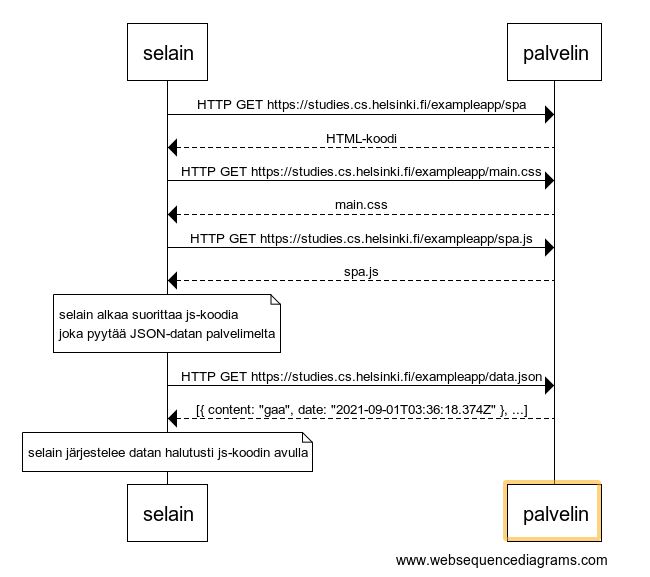 selain
palvelin
HTTP GET https://studies.cs.helsinki.fi/exampleapp/spa
HTML-koodi
HTTP GET https://studies.cs.helsinki.fi/exampleapp/main.css
main.css
HTTP GET https://studies.cs.helsinki.fi/exampleapp/spa.js
spa.js
selain alkaa suorittaa js-koodia
joka pyytää JSON-datan palvelimelta
HTTP GET https://studies.cs.helsinki.fi/exampleapp/data.json
[{ content: "gaa", date: "2021-09-01T03:36:18.374Z" }, ...]
selain järjestelee datan halutusti js-koodin avulla
selain
palvelin
www.websequencediagrams.com